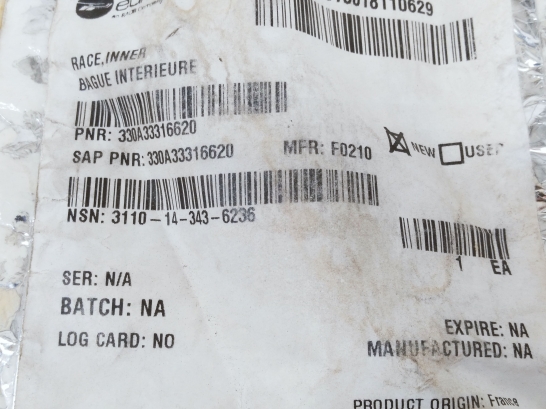 RACE,INNER
BAGUE INTERIEURE
PNR: 330A33316620
SAP PNR: 330A33316620 MFR: F0210 NEW USED
NSN: 3110-14-343-6236
1 EA
SER: N/A
BATCH: NA
LOG CARD: NO
EXPIRE: NA
MANUFACTURED: NA
PRODUCT ORIGIN: France